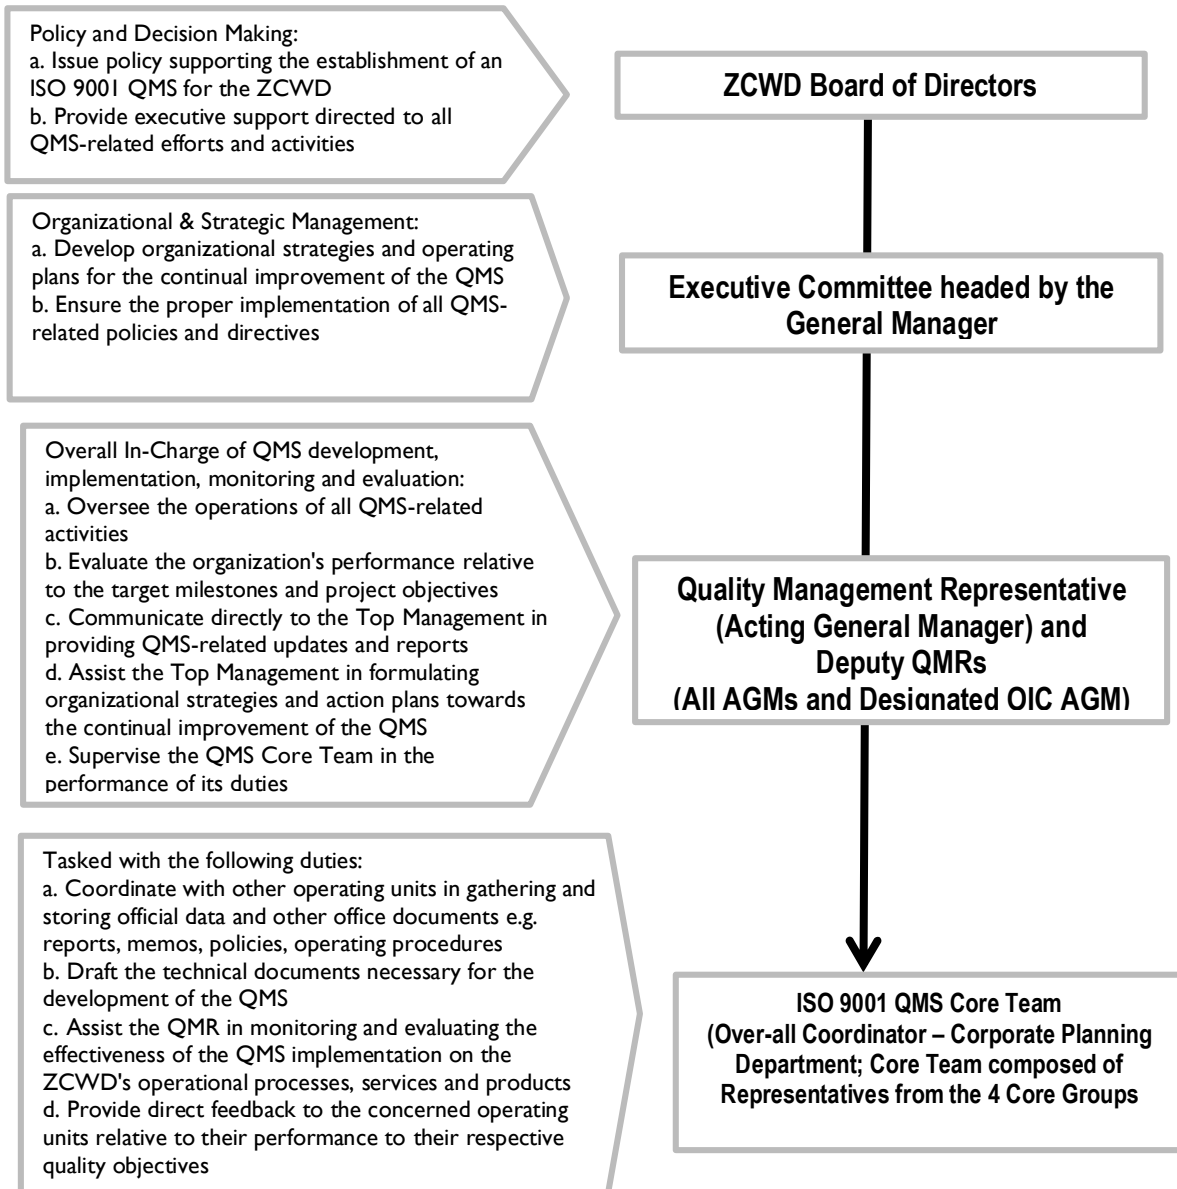 Policy and Decision Making:
a. Issue policy supporting the establishment of an
ISO 9001 QMS for the ZCWD
b. Provide executive support directed to all
QMS-related efforts and activities
ZCWD Board of Directors
Organizational & Strategic Management:
a. Develop organizational strategies and operating
plans for the continual improvement of the QMS
b. Ensure the proper implementation of all QMS-
related policies and directives
Executive Committee headed by the
General Manager
Overall In-Charge of QMS development,
implementation, monitoring and evaluation:
a. Oversee the operations of all QMS-related
activities
b. Evaluate the organization's performance relative
to the target milestones and project objectives
c. Communicate directly to the Top Management in
providing QMS-related updates and reports
d. Assist the Top Management in formulating
organizational strategies and action plans towards
the continual improvement of the QMS
e. Supervise the QMS Core Team in the
performance of its duties
Quality Management Representative
(Acting General Manager) and
Deputy QMRs
(All AGMs and Designated OIC AGM)
Tasked with the following duties:
a. Coordinate with other operating units in gathering and
storing official data and other office documents e.g.
reports, memos, policies, operating procedures
b. Draft the technical documents necessary for the
development of the QMS
c. Assist the QMR in monitoring and evaluating the
effectiveness of the QMS implementation on the
ZCWD's operational processes, services and products
d. Provide direct feedback to the concerned operating
units relative to their performance to their respective
quality objectives
ISO 9001 QMS Core Team
(Over-all Coordinator – Corporate Planning
Department; Core Team composed of
Representatives from the 4 Core Groups